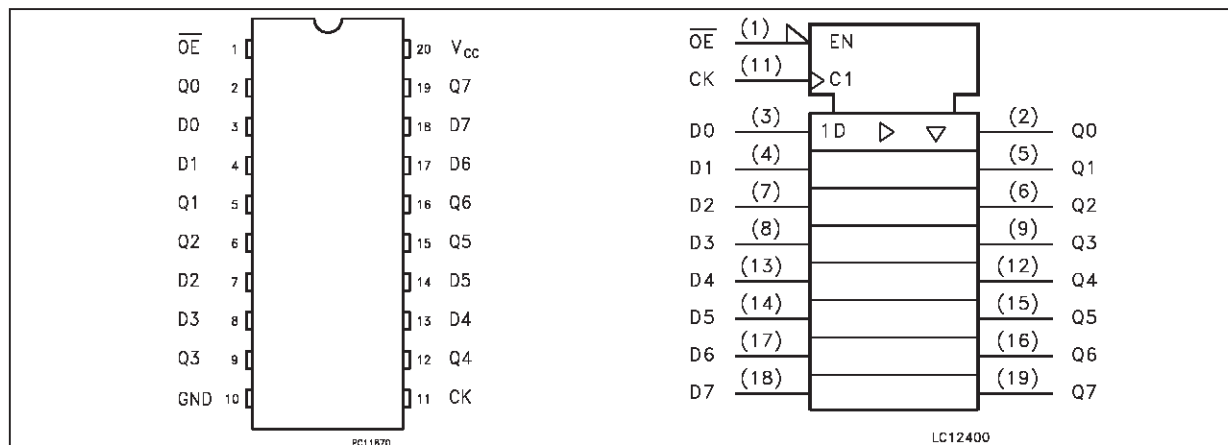 OE 1 20 VCC
Q0 2 19 Q7
D0 3 18 D7
D1 4 17 D6
Q1 5 16 Q6
Q2 6 15 Q5
D2 7 14 D5
D3 8 13 D4
Q3 9 12 Q4
GND 10 11 CK
OE (1) EN
CK (11) C1
D0 (3) 1D (2) Q0
D1 (4) (5) Q1
D2 (7) (6) Q2
D3 (8) (9) Q3
D4 (13) (12) Q4
D5 (14) (15) Q5
D6 (17) (16) Q6
D7 (18) (19) Q7
LC12400